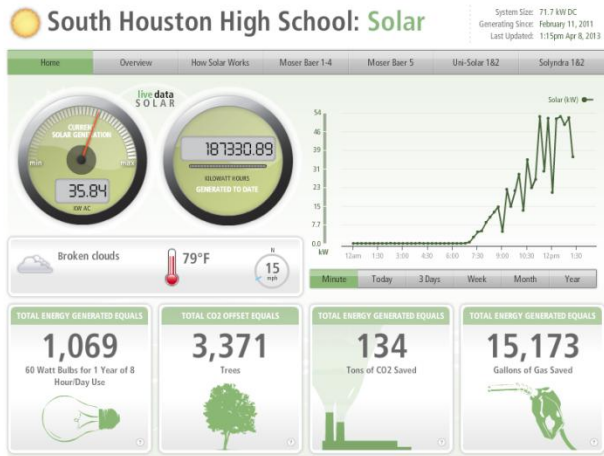 South Houston High School: Solar
System Size: 71.7 kW DC
Generating Since: February 11, 2011
Last Updated: 1:15pm Apr 8, 2013
Home Overview How Solar Works Moser Baer 1-4 Moser Baer 5 Uni-Solar 1&2 Solyndra 1&2
live data
SOLAR
CURRENT
SOLAR GENERATION
min max
35.84
KW AC
187330.89
KILOWATT HOURS
GENERATED TO DATE
Solar (kW)
54
46
39
31
23
15
7.7
0.0
kW
12am 1:30 3:00 4:30 6:00 7:30 9:00 10:30 12pm 1:30
Broken clouds
79°F
N
15
mph
Minute Today 3 Days Week Month Year
TOTAL ENERGY GENERATED EQUALS
1,069
60 Watt Bulbs for 1 Year of 8
Hour/Day Use
TOTAL CO2 OFFSET EQUALS
3,371
Trees
TOTAL ENERGY GENERATED EQUALS
134
Tons of CO2 Saved
TOTAL ENERGY GENERATED EQUALS
15,173
Gallons of Gas Saved